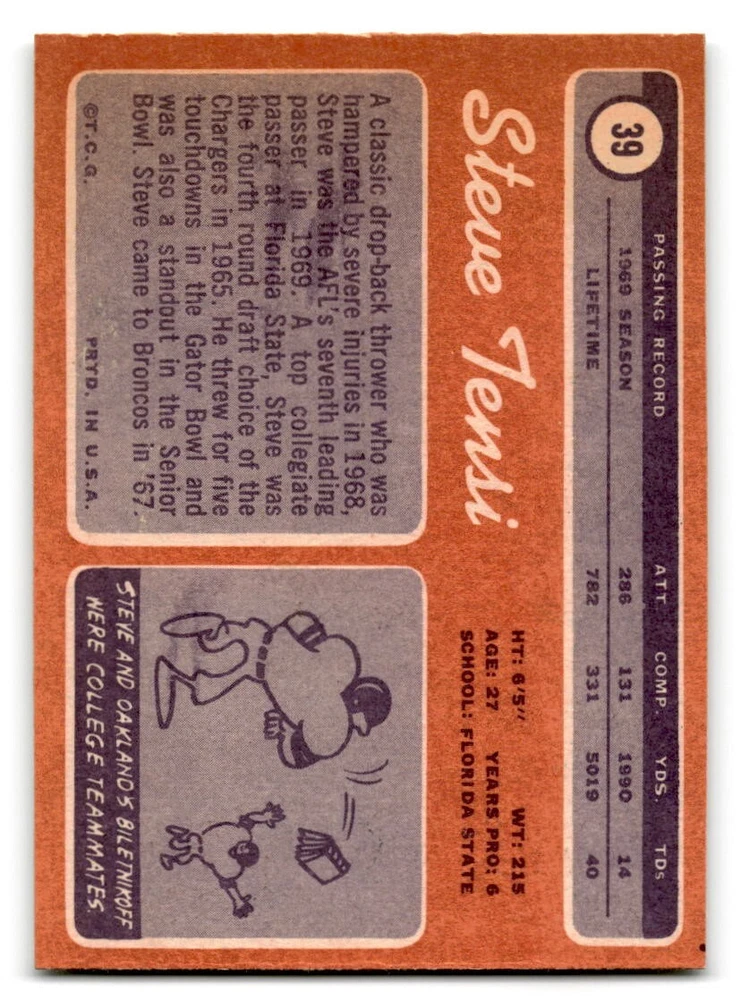 39
PASSING RECORD ATT. COMP. YDS. TDs
1969 SEASON 286 131 1990 14
LIFETIME 782 331 5019 40
Steve Tensi
HT: 6'5" WT: 215
AGE: 27 YEARS PRO: 6
SCHOOL: FLORIDA STATE
A classic drop-back thrower who was
hampered by severe injuries in 1968,
Steve was the AFL's seventh leading
passer in 1969. A top collegiate
passer at Florida State, Steve was
the fourth round draft choice of the
Chargers in 1965. He threw for five
touchdowns in the Gator Bowl and
was also a standout in the Senior
Bowl. Steve came to Broncos in '67.
©T.C.G. PRTD. IN U.S.A.
STEVE AND OAKLAND'S BILETNIKOFF
WERE COLLEGE TEAMMATES.